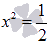 x² = 1/2